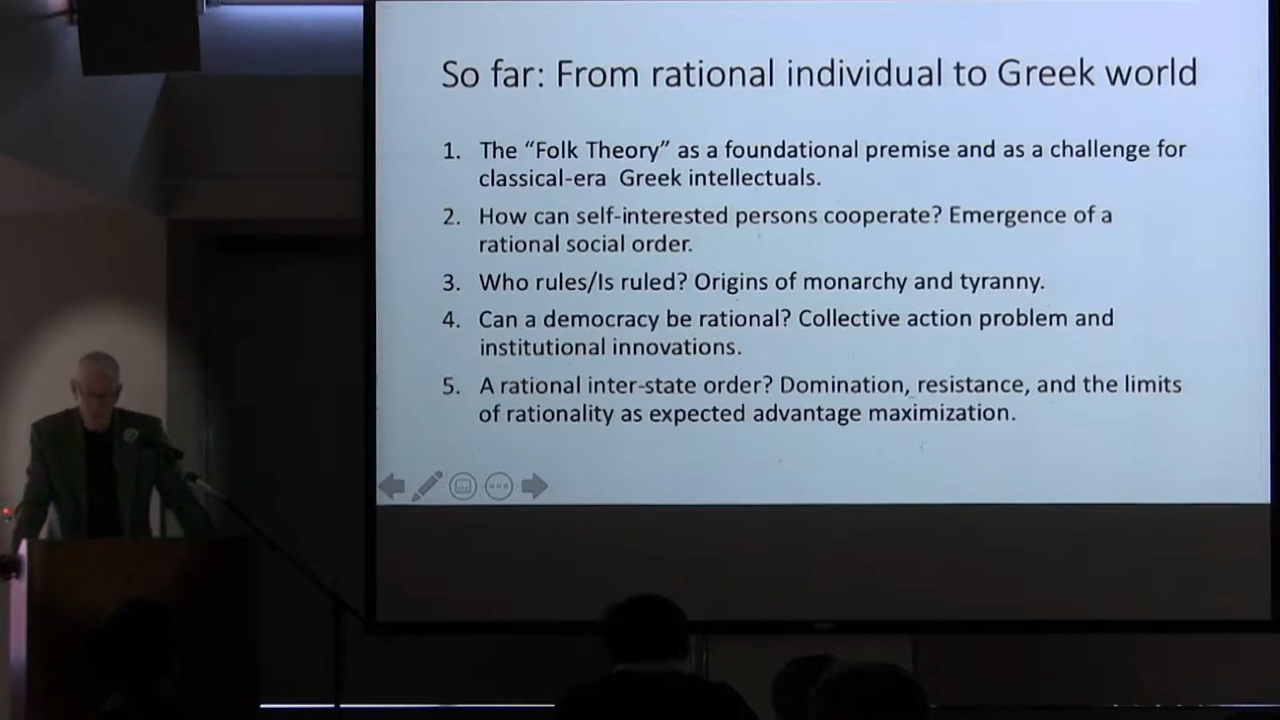 So far: From rational individual to Greek world
1. The “Folk Theory” as a foundational premise and as a challenge for
classical-era Greek intellectuals.
2. How can self-interested persons cooperate? Emergence of a
rational social order.
3. Who rules/Is ruled? Origins of monarchy and tyranny.
4. Can a democracy be rational? Collective action problem and
institutional innovations.
5. A rational inter-state order? Domination, resistance, and the limits
of rationality as expected advantage maximization.